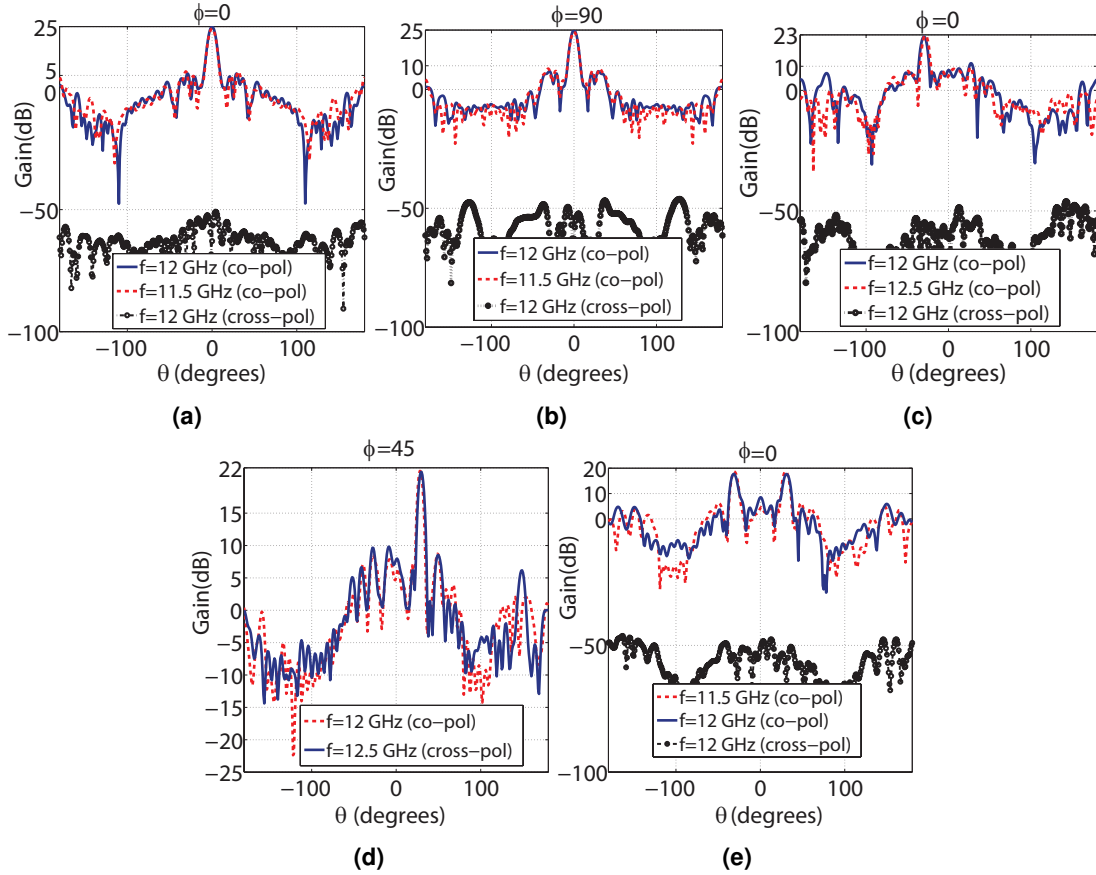 ϕ=0
25
5
0
−50
−100
Gain(dB)
f=12 GHz (co−pol)
f=11.5 GHz (co−pol)
f=12 GHz (cross−pol)
−100 0 100
θ (degrees)
(a)
ϕ=90
25
10
0
−50
−100
Gain(dB)
f=12 GHz (co−pol)
f=11.5 GHz (co−pol)
f=12 GHz (cross−pol)
−100 0 100
θ (degrees)
(b)
ϕ=0
23
10
0
−50
−100
Gain(dB)
f=12 GHz (co−pol)
f=12.5 GHz (co−pol)
f=12 GHz (cross−pol)
−100 0 100
θ (degrees)
(c)
ϕ=45
22
15
10
5
0
−5
−10
−15
−20
−25
Gain(dB)
f=12 GHz (co−pol)
f=12.5 GHz (cross−pol)
−100 0 100
θ (degrees)
(d)
ϕ=0
20
10
0
−50
−100
Gain(dB)
f=11.5 GHz (co−pol)
f=12 GHz (co−pol)
f=12 GHz (cross−pol)
−100 0 100
θ (degrees)
(e)